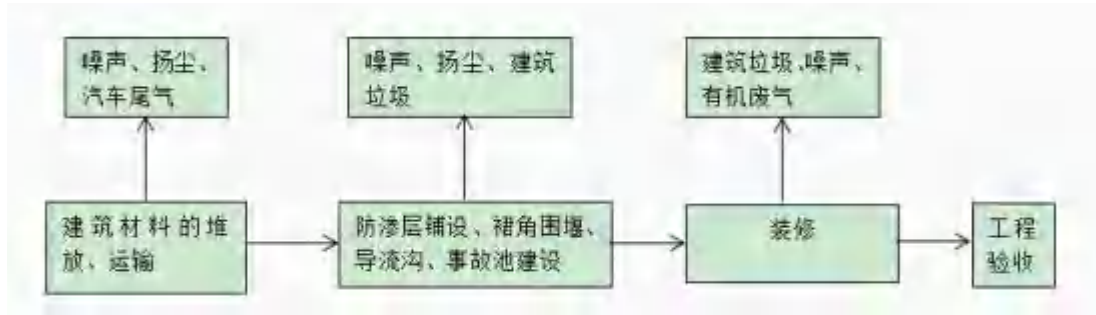 噪声、扬尘、
汽车尾气
噪声、扬尘、建筑
垃圾
建筑垃圾、噪声、
有机废气
建筑材料的堆
放、运输
防渗层铺设、裙角围堰、
导流沟、事故池建设
装修
工程
验收